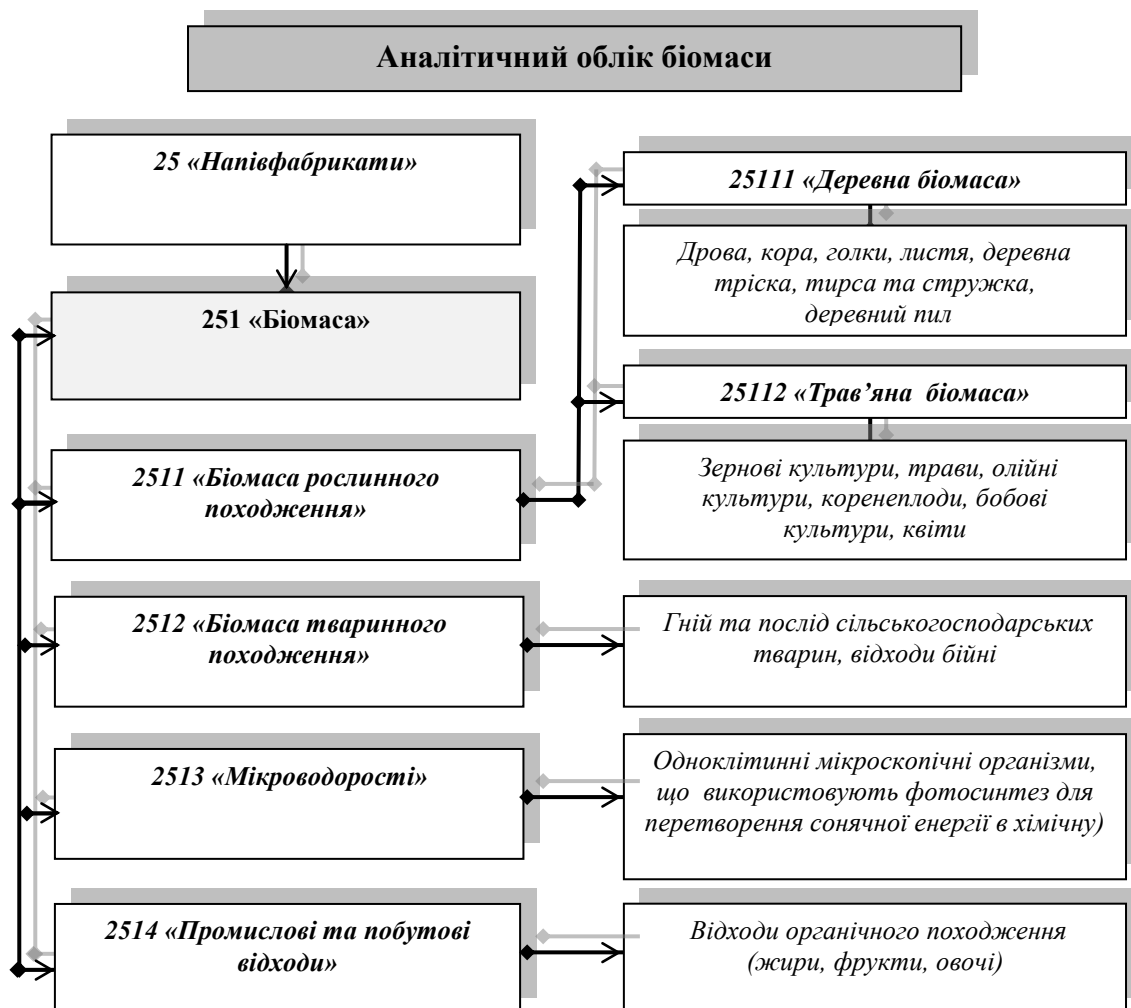 Аналітичний облік біомаси
25 «Напівфабрикати»
251 «Біомаса»
2511 «Біомаса рослинного
походження»
2512 «Біомаса тваринного
походження»
2513 «Мікроводорості»
2514 «Промислові та побутові
відходи»
25111 «Деревна біомаса»
Дрова, кора, голки, листя, деревна
тріска, тирса та стружка,
деревний пил
25112 «Трав’яна біомаса»
Зернові культури, трави, олійні
культури, коренеплоди, бобові
культури, квіти
Гній та послід сільськогосподарських
тварин, відходи бійні
Одноклітинні мікроскопічні організми,
що використовують фотосинтез для
перетворення сонячної енергії в хімічну)
Відходи органічного походження
(жири, фрукти, овочі)